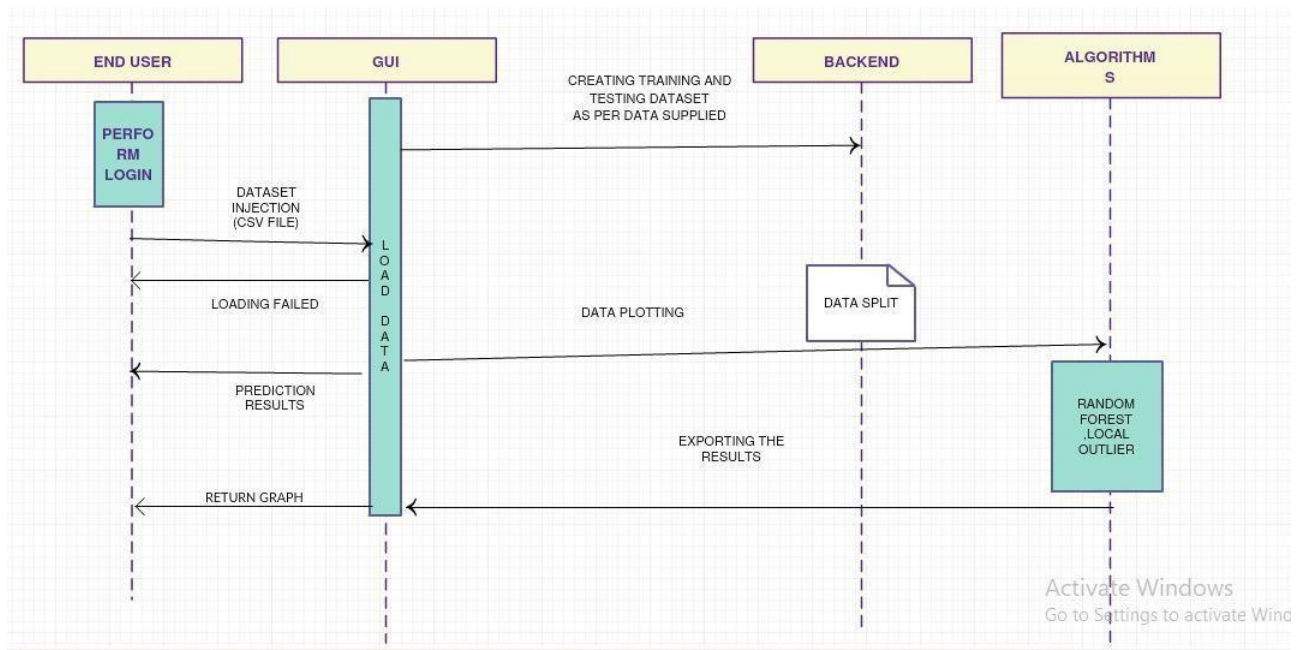 END USER
GUI
BACKEND
ALGORITHM
S
CREATING TRAINING AND
TESTING DATASET
AS PER DATA SUPPLIED
PERFO
RM
LOGIN
DATASET
INJECTION
(CSV FILE)
L
O
A
D
D
A
T
A
LOADING FAILED
DATA SPLIT
DATA PLOTTING
PREDICTION
RESULTS
RANDOM
FOREST
,LOCAL
OUTLIER
EXPORTING THE
RESULTS
RETURN GRAPH
Activate Windows
Go to Settings to activate Wind